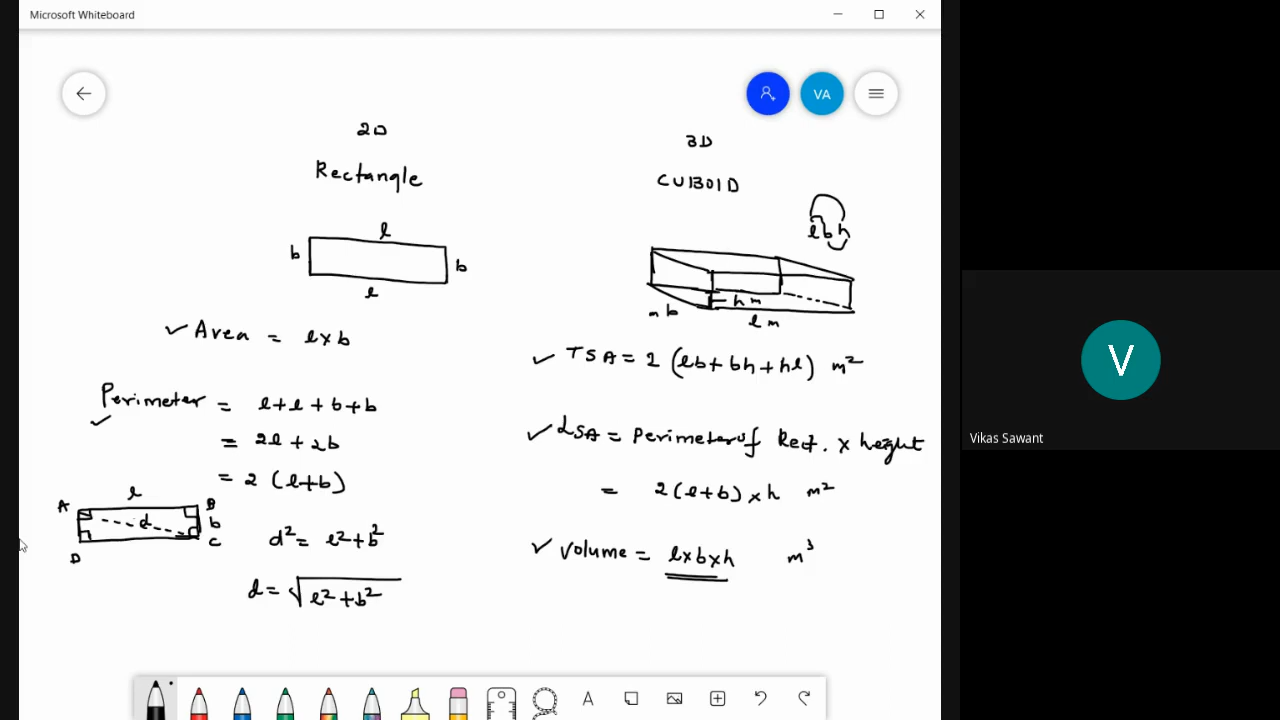 Microsoft Whiteboard
VA
2D
Rectangle
l
b
b
l
✓ Area = l×b
Perimeter = l+l+b+b
✓
= 2l+2b
= 2 (l+b)
l
A
B
d
b
C
D
d² = l²+b²
d = √l²+b²
3D
CUBOID
l b h
h m
m b
l m
✓ TSA = 2 (lb+bh+hl) m²
✓ LSA = Perimeter of Rect. × height
= 2(l+b)×h m²
✓ Volume = l×b×h m³
V
Vikas Sawant
A